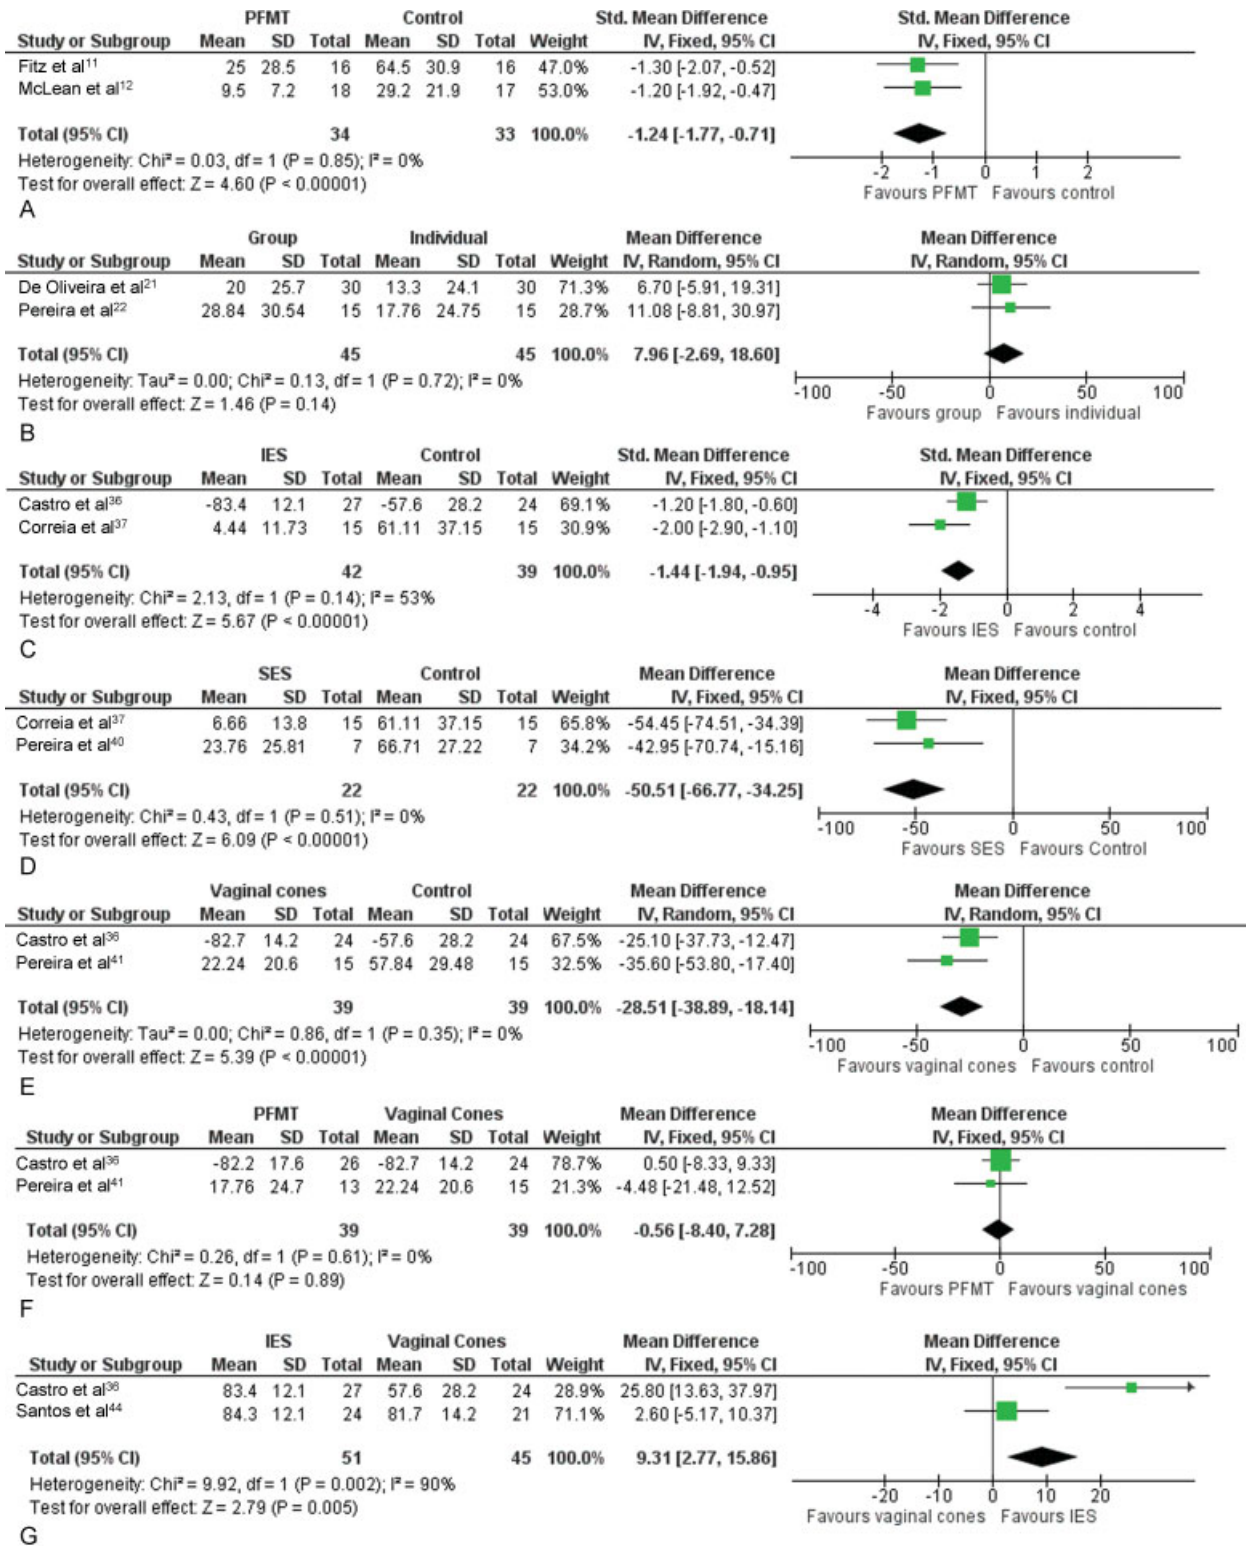 PFMT Control Std. Mean Difference Std. Mean Difference
Study or Subgroup Mean SD Total Mean SD Total Weight IV, Fixed, 95% CI IV, Fixed, 95% CI
Fitz et al¹¹ 25 28.5 16 64.5 30.9 16 47.0% -1.30 [-2.07, -0.52]
McLean et al¹² 9.5 7.2 18 29.2 21.9 17 53.0% -1.20 [-1.92, -0.47]
Total (95% CI) 34 33 100.0% -1.24 [-1.77, -0.71]
Heterogeneity: Chi² = 0.03, df = 1 (P = 0.85); I² = 0%
-2 -1 0 1 2
Test for overall effect: Z = 4.60 (P < 0.00001)
Favours PFMT Favours control
A
Group Individual Mean Difference Mean Difference
Study or Subgroup Mean SD Total Mean SD Total Weight IV, Random, 95% CI IV, Random, 95% CI
De Oliveira et al²¹ 20 25.7 30 13.3 24.1 30 71.3% 6.70 [-5.91, 19.31]
Pereira et al²² 28.84 30.54 15 17.76 24.75 15 28.7% 11.08 [-8.81, 30.97]
Total (95% CI) 45 45 100.0% 7.96 [-2.69, 18.60]
Heterogeneity: Tau² = 0.00; Chi² = 0.13, df = 1 (P = 0.72); I² = 0%
-100 -50 0 50 100
Test for overall effect: Z = 1.46 (P = 0.14)
Favours group Favours individual
B
IES Control Std. Mean Difference Std. Mean Difference
Study or Subgroup Mean SD Total Mean SD Total Weight IV, Fixed, 95% CI IV, Fixed, 95% CI
Castro et al³⁶ -83.4 12.1 27 -57.6 28.2 24 69.1% -1.20 [-1.80, -0.60]
Correia et al³⁷ 4.44 11.73 15 61.11 37.15 15 30.9% -2.00 [-2.90, -1.10]
Total (95% CI) 42 39 100.0% -1.44 [-1.94, -0.95]
Heterogeneity: Chi² = 2.13, df = 1 (P = 0.14); I² = 53%
-4 -2 0 2 4
Test for overall effect: Z = 5.67 (P < 0.00001)
Favours IES Favours control
C
SES Control Mean Difference Mean Difference
Study or Subgroup Mean SD Total Mean SD Total Weight IV, Fixed, 95% CI IV, Fixed, 95% CI
Correia et al³⁷ 6.66 13.8 15 61.11 37.15 15 65.8% -54.45 [-74.51, -34.39]
Pereira et al⁴⁰ 23.76 25.81 7 66.71 27.22 7 34.2% -42.95 [-70.74, -15.16]
Total (95% CI) 22 22 100.0% -50.51 [-66.77, -34.25]
Heterogeneity: Chi² = 0.43, df = 1 (P = 0.51); I² = 0%
-100 -50 0 50 100
Test for overall effect: Z = 6.09 (P < 0.00001)
Favours SES Favours Control
D
Vaginal cones Control Mean Difference Mean Difference
Study or Subgroup Mean SD Total Mean SD Total Weight IV, Random, 95% CI IV, Random, 95% CI
Castro et al³⁶ -82.7 14.2 24 -57.6 28.2 24 67.5% -25.10 [-37.73, -12.47]
Pereira et al⁴¹ 22.24 20.6 15 57.84 29.48 15 32.5% -35.60 [-53.80, -17.40]
Total (95% CI) 39 39 100.0% -28.51 [-38.89, -18.14]
Heterogeneity: Tau² = 0.00; Chi² = 0.86, df = 1 (P = 0.35); I² = 0%
-100 -50 0 50 100
Test for overall effect: Z = 5.39 (P < 0.00001)
Favours vaginal cones Favours control
E
PFMT Vaginal Cones Mean Difference Mean Difference
Study or Subgroup Mean SD Total Mean SD Total Weight IV, Fixed, 95% CI IV, Fixed, 95% CI
Castro et al³⁶ -82.2 17.6 26 -82.7 14.2 24 78.7% 0.50 [-8.33, 9.33]
Pereira et al⁴¹ 17.76 24.7 13 22.24 20.6 15 21.3% -4.48 [-21.48, 12.52]
Total (95% CI) 39 39 100.0% -0.56 [-8.40, 7.28]
Heterogeneity: Chi² = 0.26, df = 1 (P = 0.61); I² = 0%
-100 -50 0 50 100
Test for overall effect: Z = 0.14 (P = 0.89)
Favours PFMT Favours vaginal cones
F
IES Vaginal Cones Mean Difference Mean Difference
Study or Subgroup Mean SD Total Mean SD Total Weight IV, Fixed, 95% CI IV, Fixed, 95% CI
Castro et al³⁶ 83.4 12.1 27 57.6 28.2 24 28.9% 25.80 [13.63, 37.97]
Santos et al⁴⁴ 84.3 12.1 24 81.7 14.2 21 71.1% 2.60 [-5.17, 10.37]
Total (95% CI) 51 45 100.0% 9.31 [2.77, 15.86]
Heterogeneity: Chi² = 9.92, df = 1 (P = 0.002); I² = 90%
-20 -10 0 10 20
Test for overall effect: Z = 2.79 (P = 0.005)
Favours vaginal cones Favours IES
G